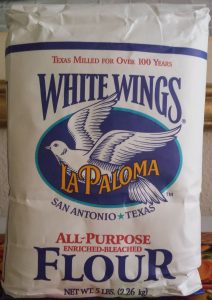 TEXAS MILLED FOR OVER 100 YEARS
WHITE WINGS®
LA PALOMA
™
SAN ANTONIO ★ TEXAS
ALL-PURPOSE
ENRICHED-BLEACHED
FLOUR
NET WT. 5 LBS. (2.26 kg)